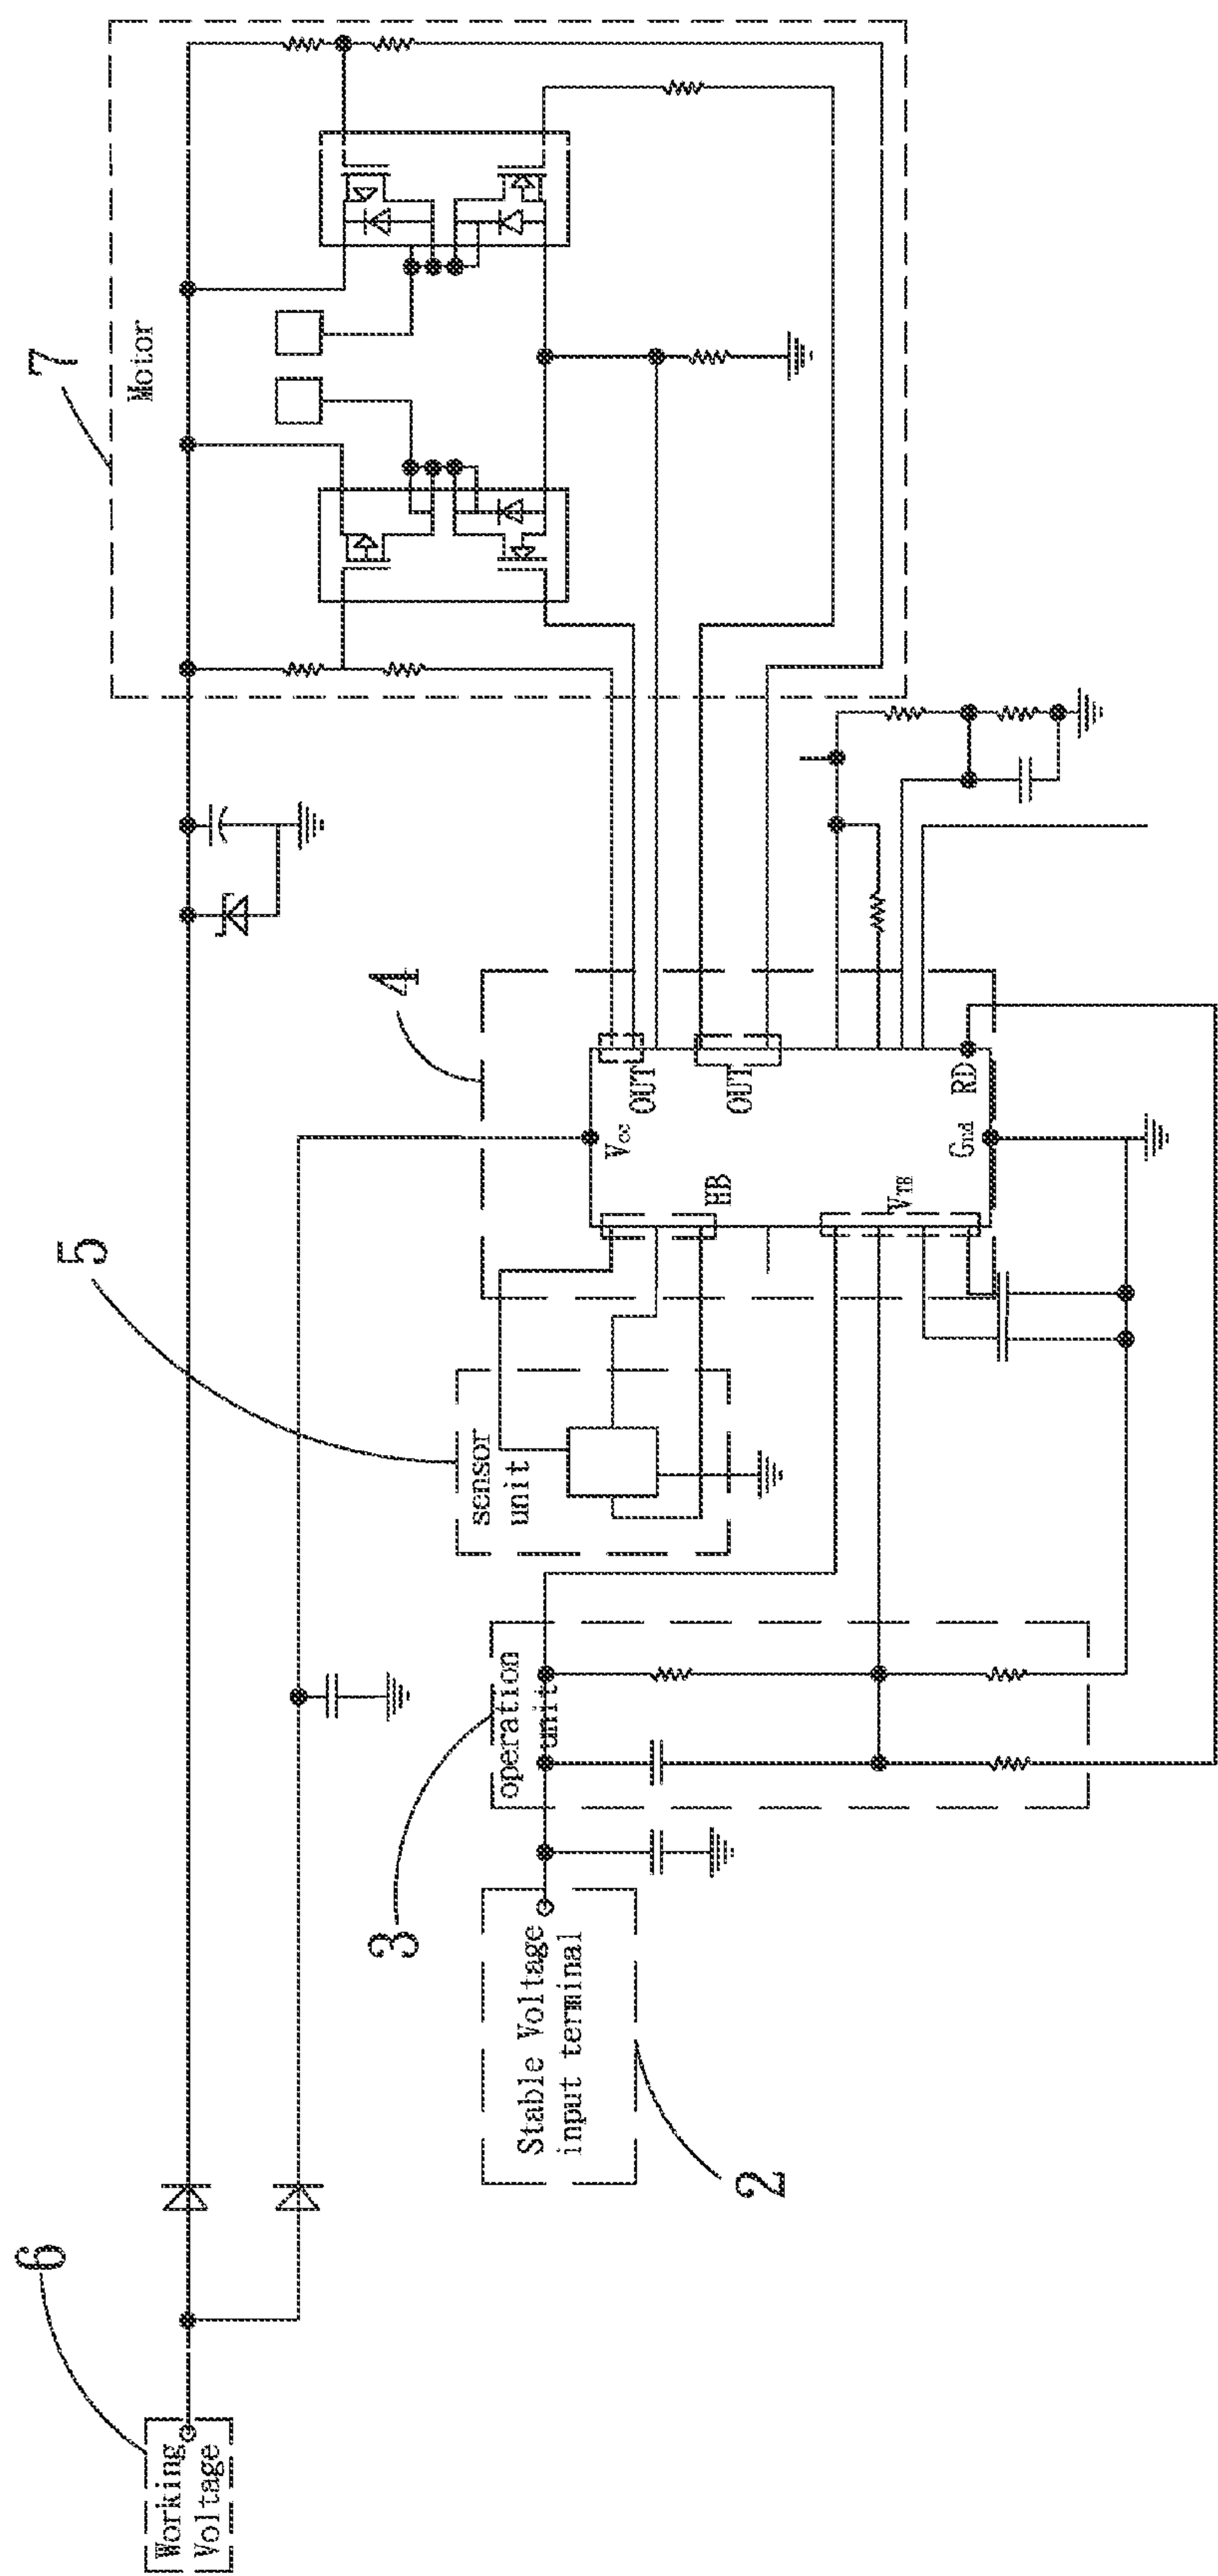 6
Working
Voltage
2
Stable Voltage
input terminal
3
operation
unit
5
sensor
unit
4
Vcc
HB
OUT
OUT
VTH
Gnd
RD
7
Motor